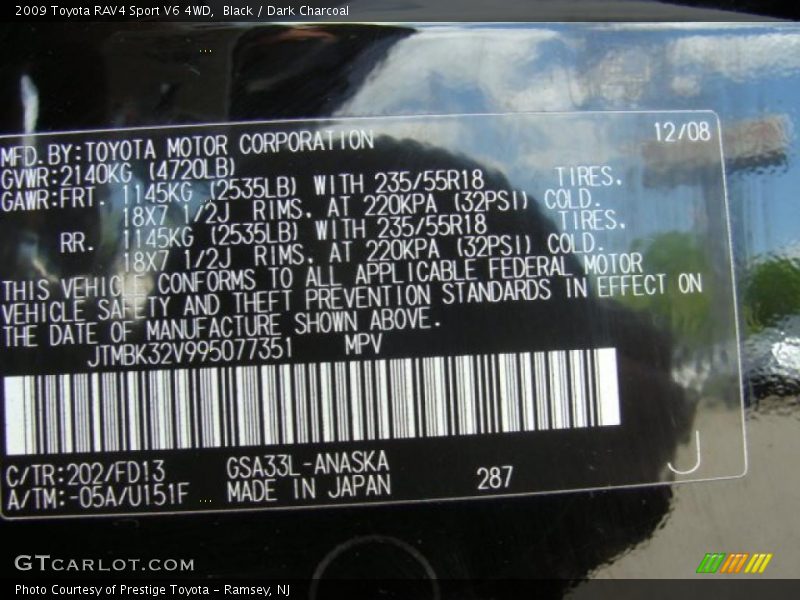 2009 Toyota RAV4 Sport V6 4WD,  Black / Dark Charcoal
12/08
MFD.BY:TOYOTA MOTOR CORPORATION
GVWR:2140KG (4720LB)
GAWR:FRT. 1145KG (2535LB) WITH 235/55R18 TIRES.
18X7 1/2J RIMS. AT 220KPA (32PSI) COLD.
RR. 1145KG (2535LB) WITH 235/55R18 TIRES.
18X7 1/2J RIMS. AT 220KPA (32PSI) COLD.
THIS VEHICLE CONFORMS TO ALL APPLICABLE FEDERAL MOTOR
VEHICLE SAFETY AND THEFT PREVENTION STANDARDS IN EFFECT ON
THE DATE OF MANUFACTURE SHOWN ABOVE.
JTMBK32V995077351 MPV
C/TR:202/FD13 GSA33L-ANASKA
A/TM:-05A/U151F MADE IN JAPAN 287
J
GTCARLOT.COM
Photo Courtesy of Prestige Toyota - Ramsey, NJ